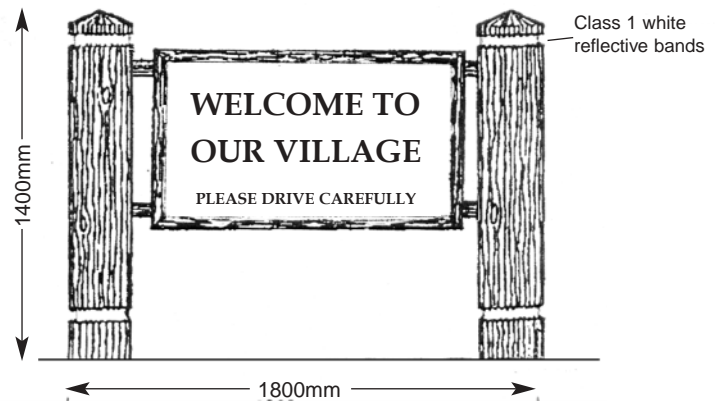 Class 1 white
reflective bands
WELCOME TO
OUR VILLAGE
PLEASE DRIVE CAREFULLY
1400mm
1800mm